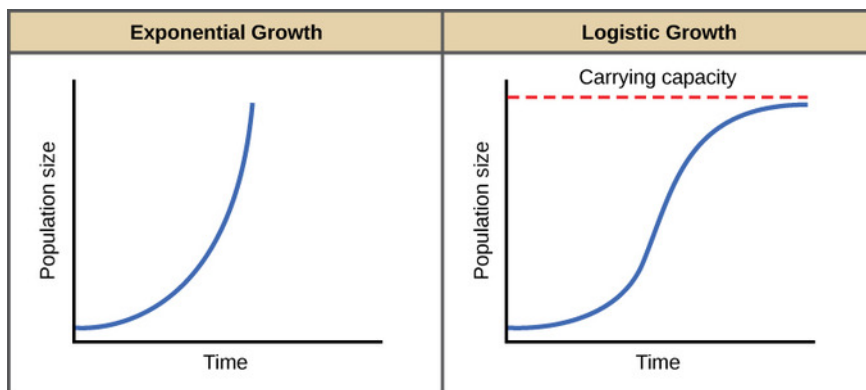 Exponential Growth
Logistic Growth
Population size
Time
Carrying capacity
Population size
Time